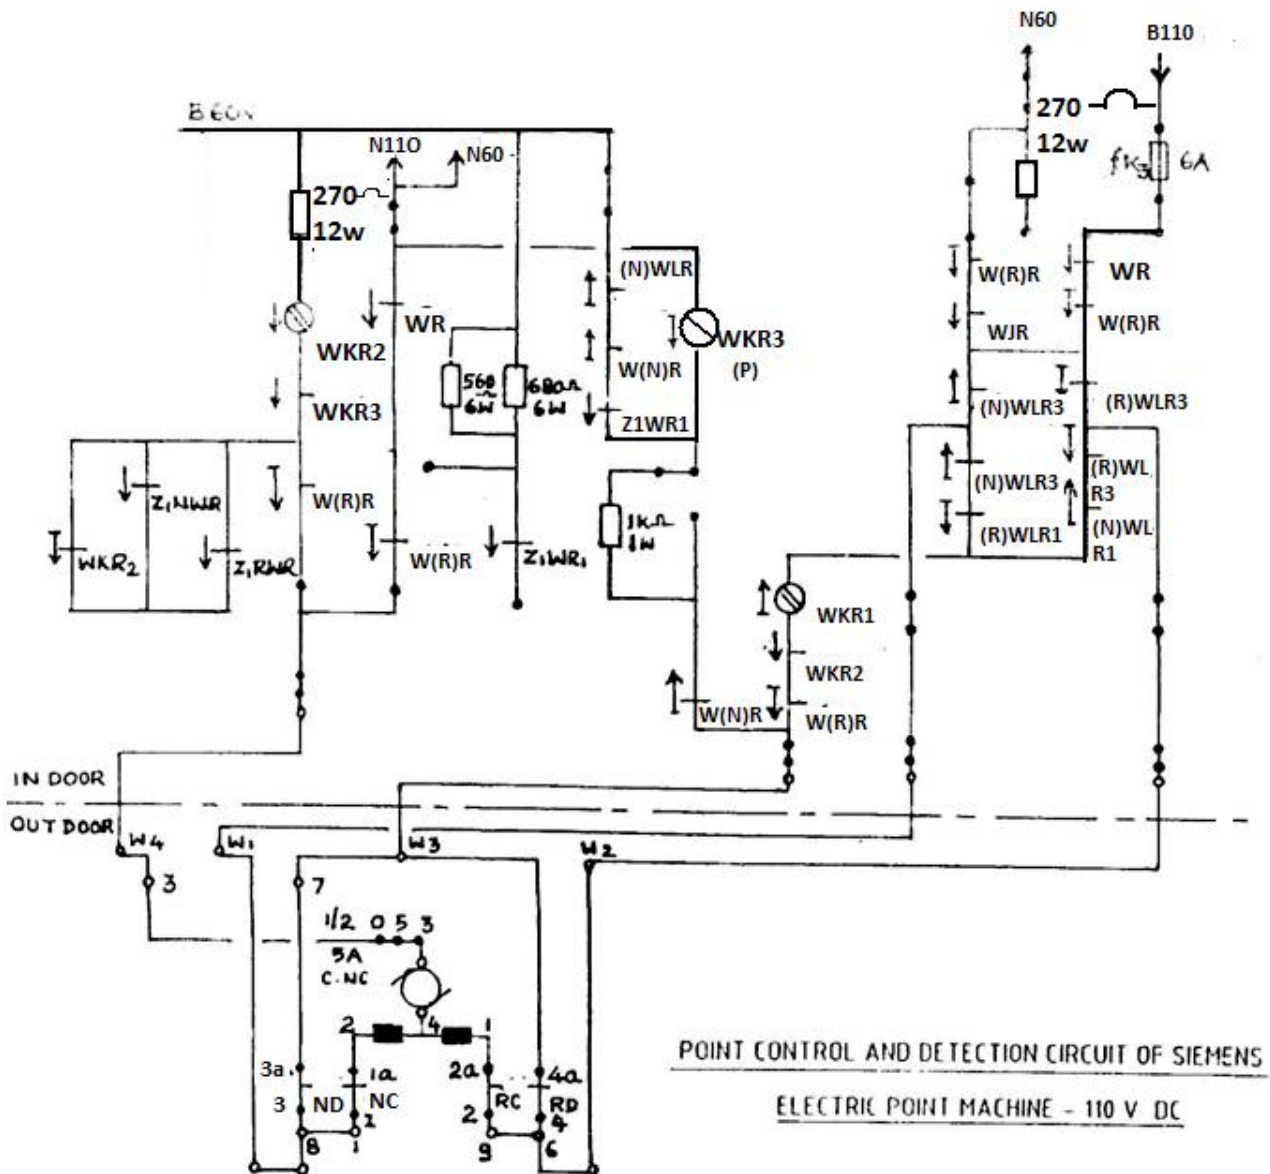 N60
B110
B60V
270
12w
fk3
6A
N110
N60
270
12w
(N)WLR
W(R)R
WR
WR
WKR2
WKR3
(P)
WJR
W(R)R
560
6W
680Ω
6W
W(N)R
WKR3
Z1WR1
(N)WLR3
(R)WLR3
Z1NWR
W(R)R
(N)WLR3
(R)WL
R3
WKR2
Z1RWR
W(R)R
Z1WR1
1kΩ
1W
(R)WLR1
(N)WL
R1
WKR1
WKR2
W(N)R
W(R)R
IN DOOR
OUT DOOR
W4
W1
W3
W2
3
7
1/2 0 5 3
5A
C.NC
2
4
1
3a
1a
2a
4a
ND
NC
RC
RD
3
1
2
4
8
1
9
6
POINT CONTROL AND DETECTION CIRCUIT OF SIEMENS
ELECTRIC POINT MACHINE - 110 V DC